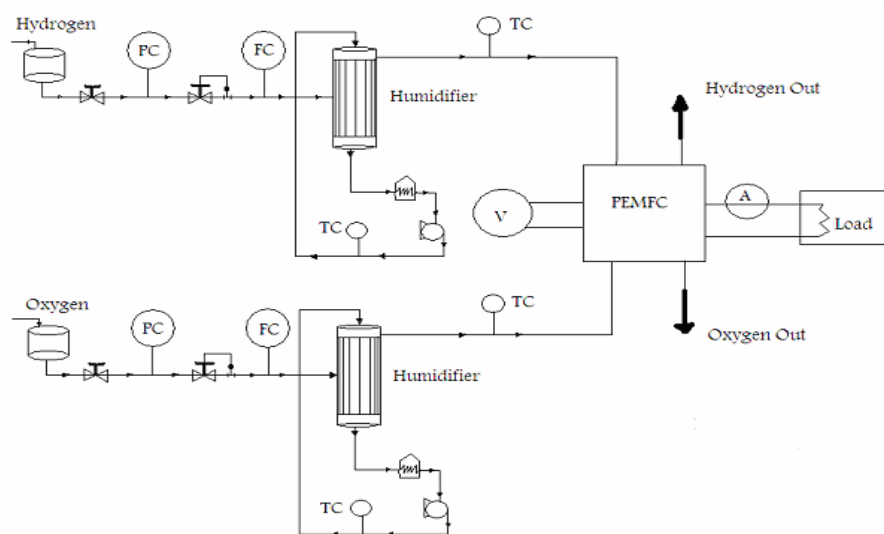 Hydrogen
PC
FC
TC
Humidifier
Hydrogen Out
TC
V
PEMFC
A
Load
Oxygen
PC
FC
TC
Humidifier
Oxygen Out
TC